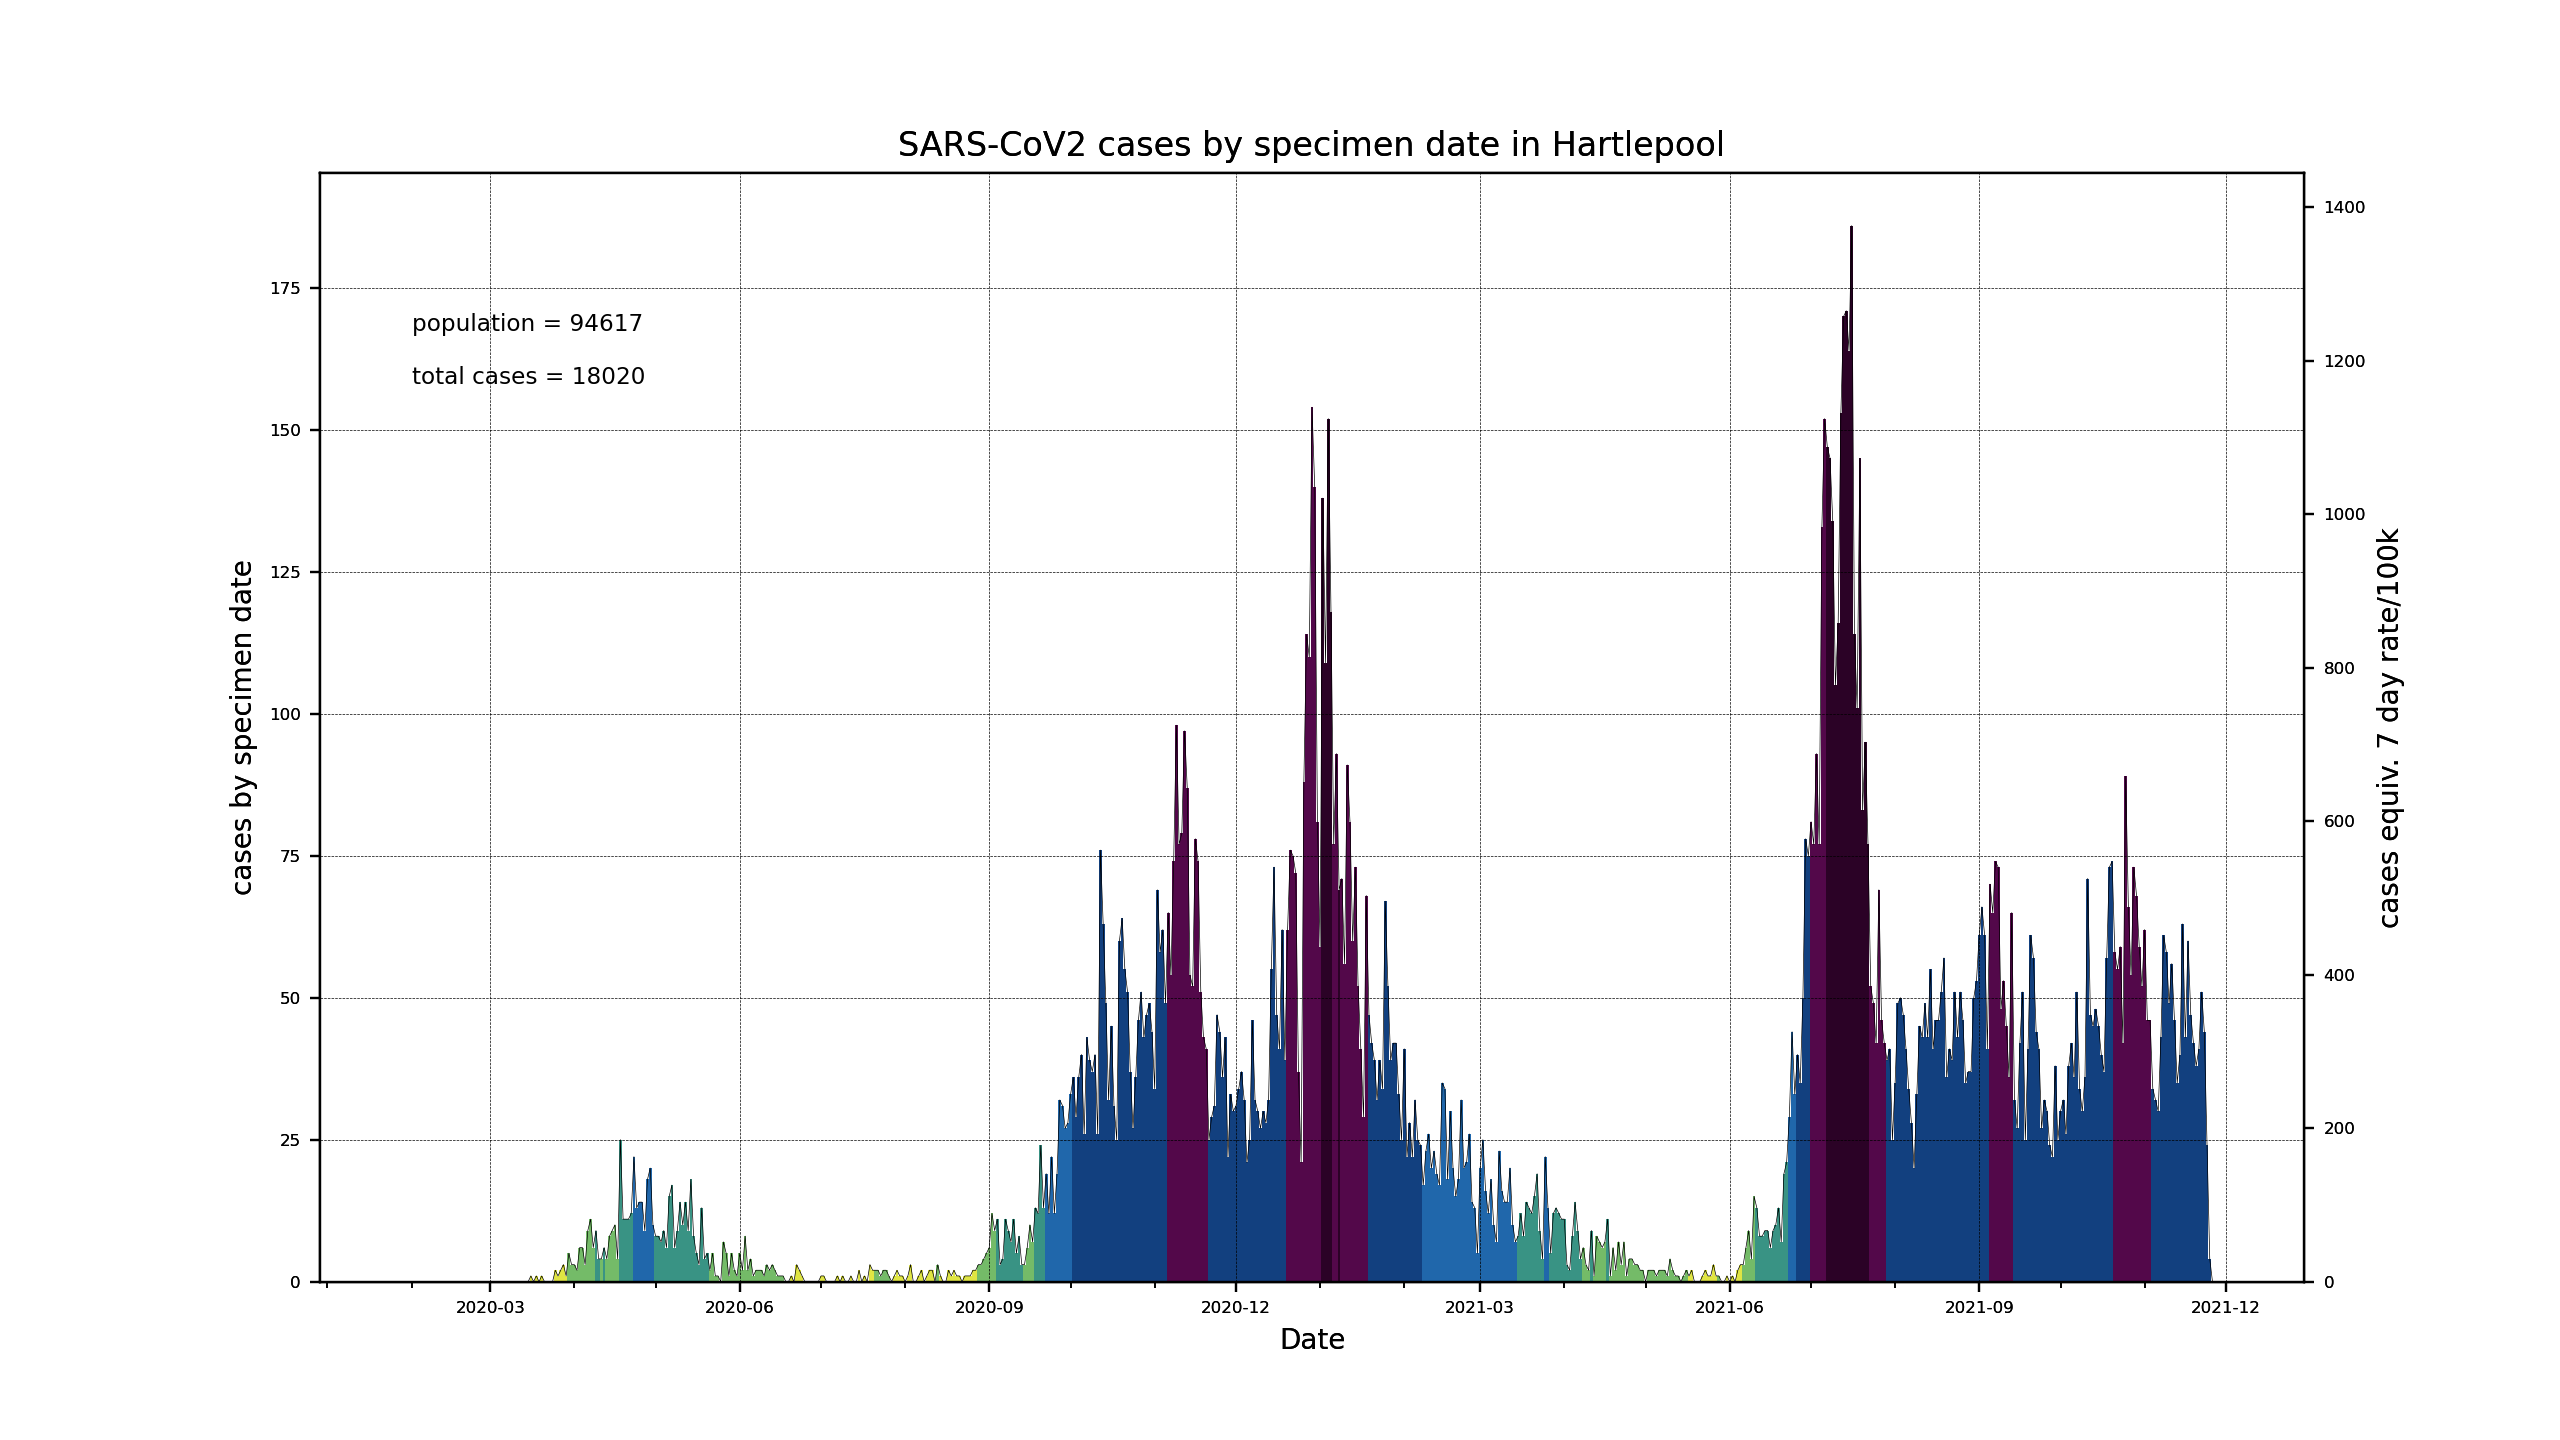 SARS-CoV2 cases by specimen date in Hartlepool
population = 94617
total cases = 18020
cases by specimen date
175
150
125
100
75
50
25
0
1400
1200
1000
800
600
400
200
0
cases equiv. 7 day rate/100k
2020-03 2020-06 2020-09 2020-12 2021-03 2021-06 2021-09 2021-12
Date